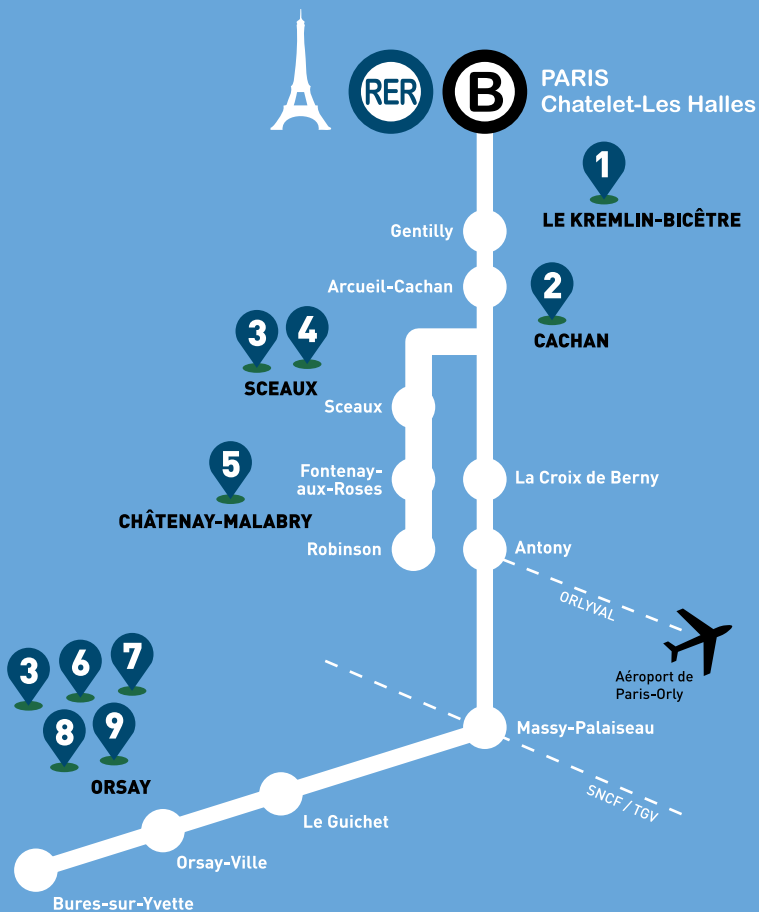 RER
B
PARIS
Chatelet-Les Halles
1
LE KREMLIN-BICÊTRE
Gentilly
Arcueil-Cachan
2
CACHAN
3
4
SCEAUX
Sceaux
5
CHÂTENAY-MALABRY
Fontenay-
aux-Roses
La Croix de Berny
Robinson
Antony
ORLYVAL
Aéroport de
Paris-Orly
3
6
7
8
9
ORSAY
Massy-Palaiseau
SNCF / TGV
Le Guichet
Orsay-Ville
Bures-sur-Yvette